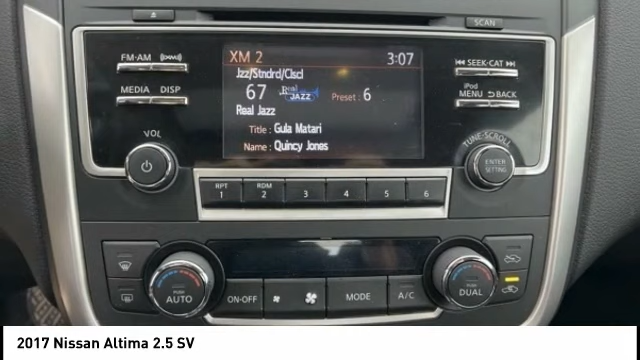 SCAN
FM·AM
MEDIA DISP
XM 2 3:07
Jzz/Stndrd/Clscl
67 Real JAZZ Preset : 6
Real Jazz
Title : Gula Matari
Name : Quincy Jones
SEEK·CAT
iPod
MENU BACK
VOL
TUNE·SCROLL
ENTER
SETTING
RPT
1
RDM
2
3
4
5
6
PUSH
AUTO
ON·OFF
MODE
A/C
PUSH
DUAL
2017 Nissan Altima 2.5 SV